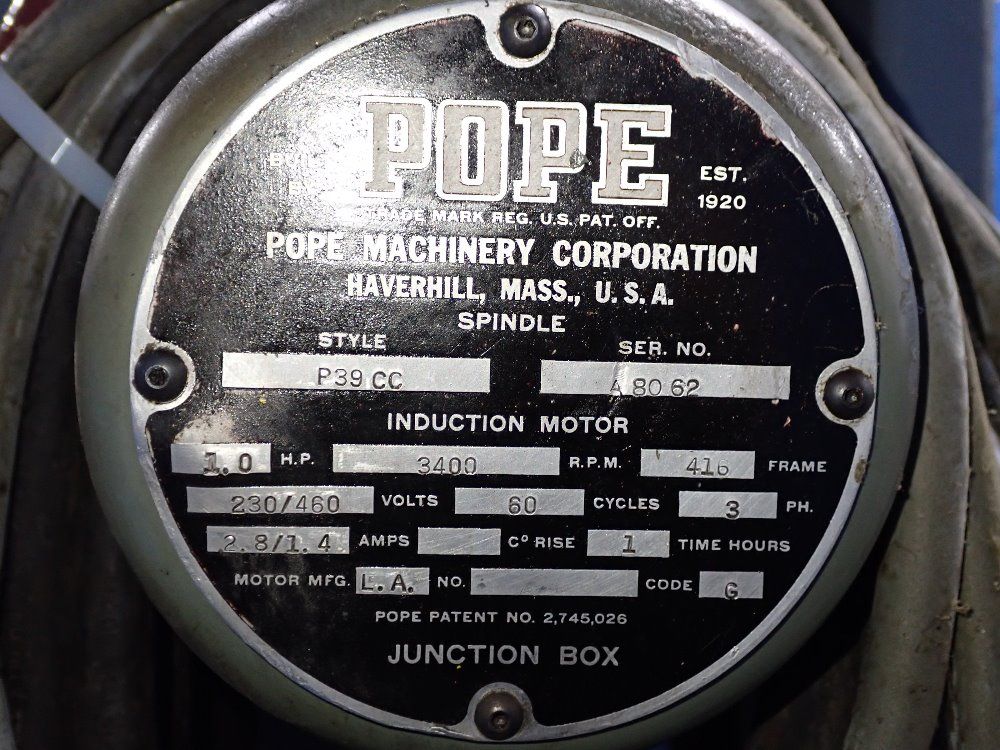 POPE
EST.
1920
TRADE MARK REG. U.S. PAT. OFF.
POPE MACHINERY CORPORATION
HAVERHILL, MASS., U.S.A.
SPINDLE
STYLE SER. NO.
P39 CC A 80 62
INDUCTION MOTOR
1.0 H.P. 3400 R.P.M. 416 FRAME
230/460 VOLTS 60 CYCLES 3 PH.
2.8/1.4 AMPS C° RISE 1 TIME HOURS
MOTOR MFG. L.A. NO. CODE G
POPE PATENT NO. 2,745,026
JUNCTION BOX